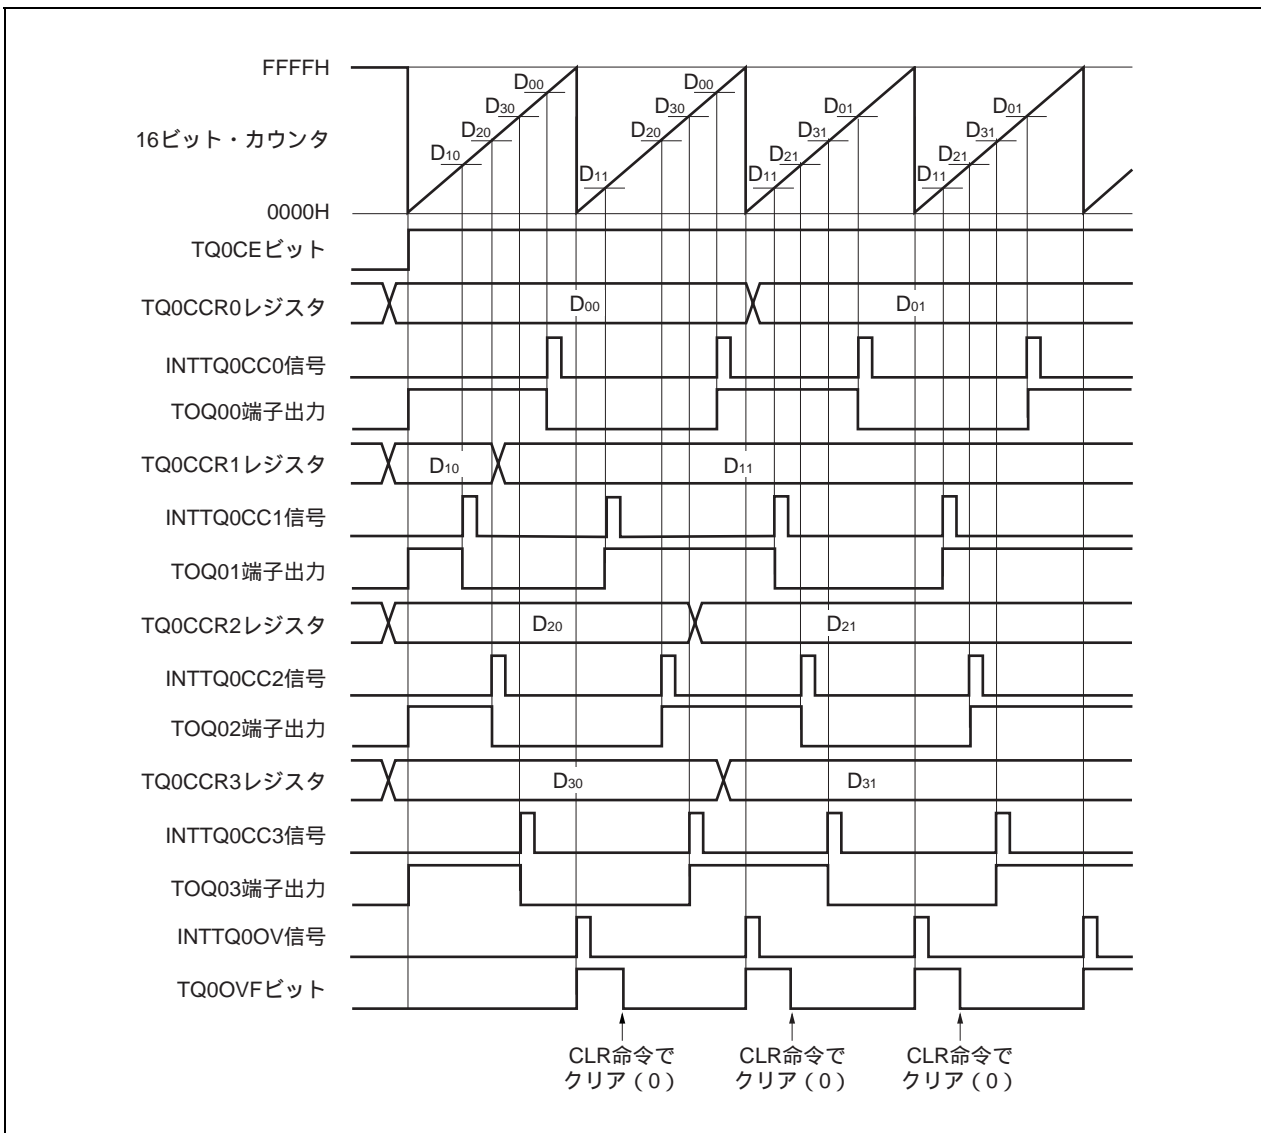 FFFFH
D00
D00
D30
D30
D01
D01
16ビット・カウンタ
D20
D20
D31
D31
D10
D21
D21
D11
D11
D11
0000H
TQ0CEビット
TQ0CCR0レジスタ
D00
D01
INTTQ0CC0信号
TOQ00端子出力
TQ0CCR1レジスタ
D10
D11
INTTQ0CC1信号
TOQ01端子出力
TQ0CCR2レジスタ
D20
D21
INTTQ0CC2信号
TOQ02端子出力
TQ0CCR3レジスタ
D30
D31
INTTQ0CC3信号
TOQ03端子出力
INTTQ0OV信号
TQ0OVFビット
CLR命令で
クリア（0）
CLR命令で
クリア（0）
CLR命令で
クリア（0）